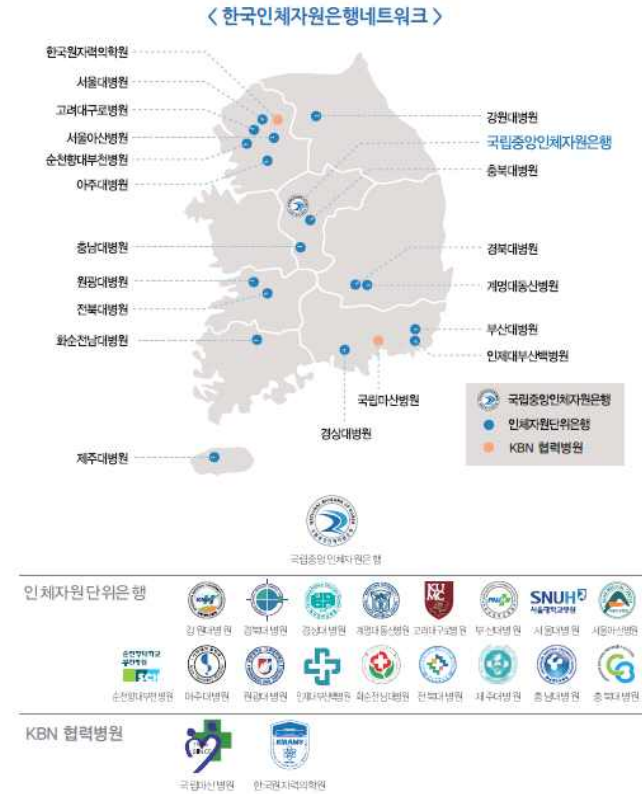 < 한국인체자원은행네트워크 >
한국원자력의학원
서울대병원
고려대구로병원
서울아산병원
순천향대부천병원
아주대병원
강원대병원
국립중앙인체자원은행
충북대병원
충남대병원
원광대병원
전북대병원
화순전남대병원
경북대병원
계명대동산병원
부산대병원
인제대부산백병원
국립마산병원
경상대병원
제주대병원
국립중앙인체자원은행
인체자원단위은행
KBN 협력병원
국립중앙인체자원은행
인체자원단위은행
SNUH
서울대학교병원
강원대병원 경북대병원 경상대병원 계명대동산병원 고려대구로병원 부산대병원 서울대병원 서울아산병원
순천향대학교
부천병원
SCH
순천향대부천병원 아주대병원 원광대병원 인제대부산백병원 화순전남대병원 전북대병원 제주대병원 충남대병원 충북대병원
KBN 협력병원
국립마산병원 한국원자력의학원